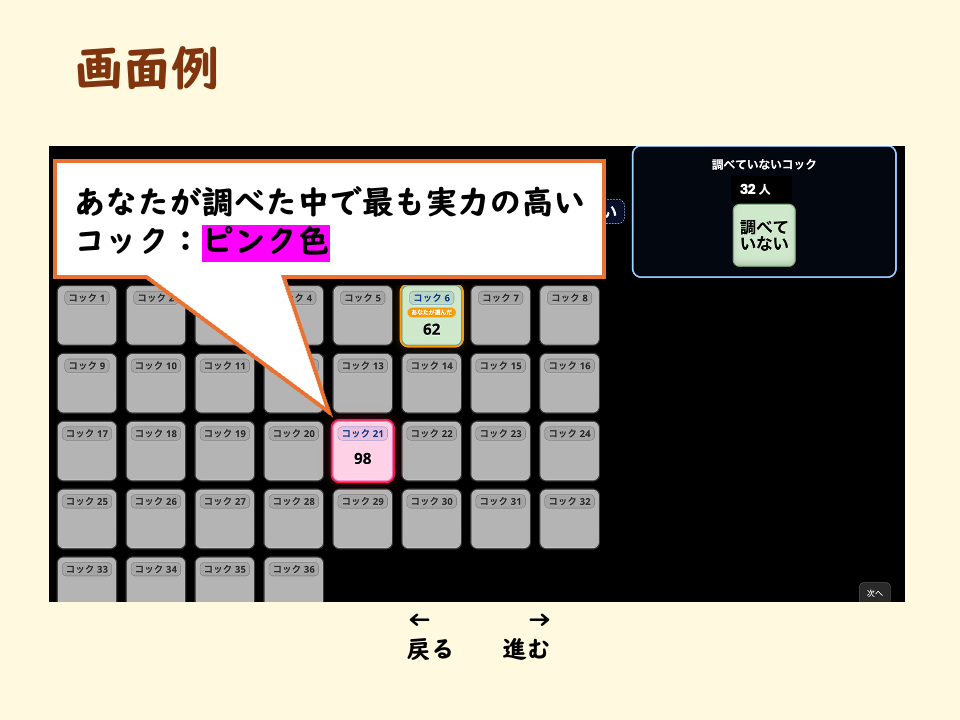 画面例
あなたが調べた中で最も実力の高い
コック：ピンク色
い
調べていないコック
32 人
調べて
いない
コック 1
コック 2
4
コック 5
コック 6
あなたが選んだ
62
コック 7
コック 8
コック 9
コック 10
コック 11
コック 13
コック 14
コック 15
コック 16
コック 17
コック 18
コック 19
コック 20
コック 21
98
コック 22
コック 23
コック 24
コック 25
コック 26
コック 27
コック 28
コック 29
コック 30
コック 31
コック 32
コック 33
コック 34
コック 35
コック 36
次へ
← →
戻る 進む